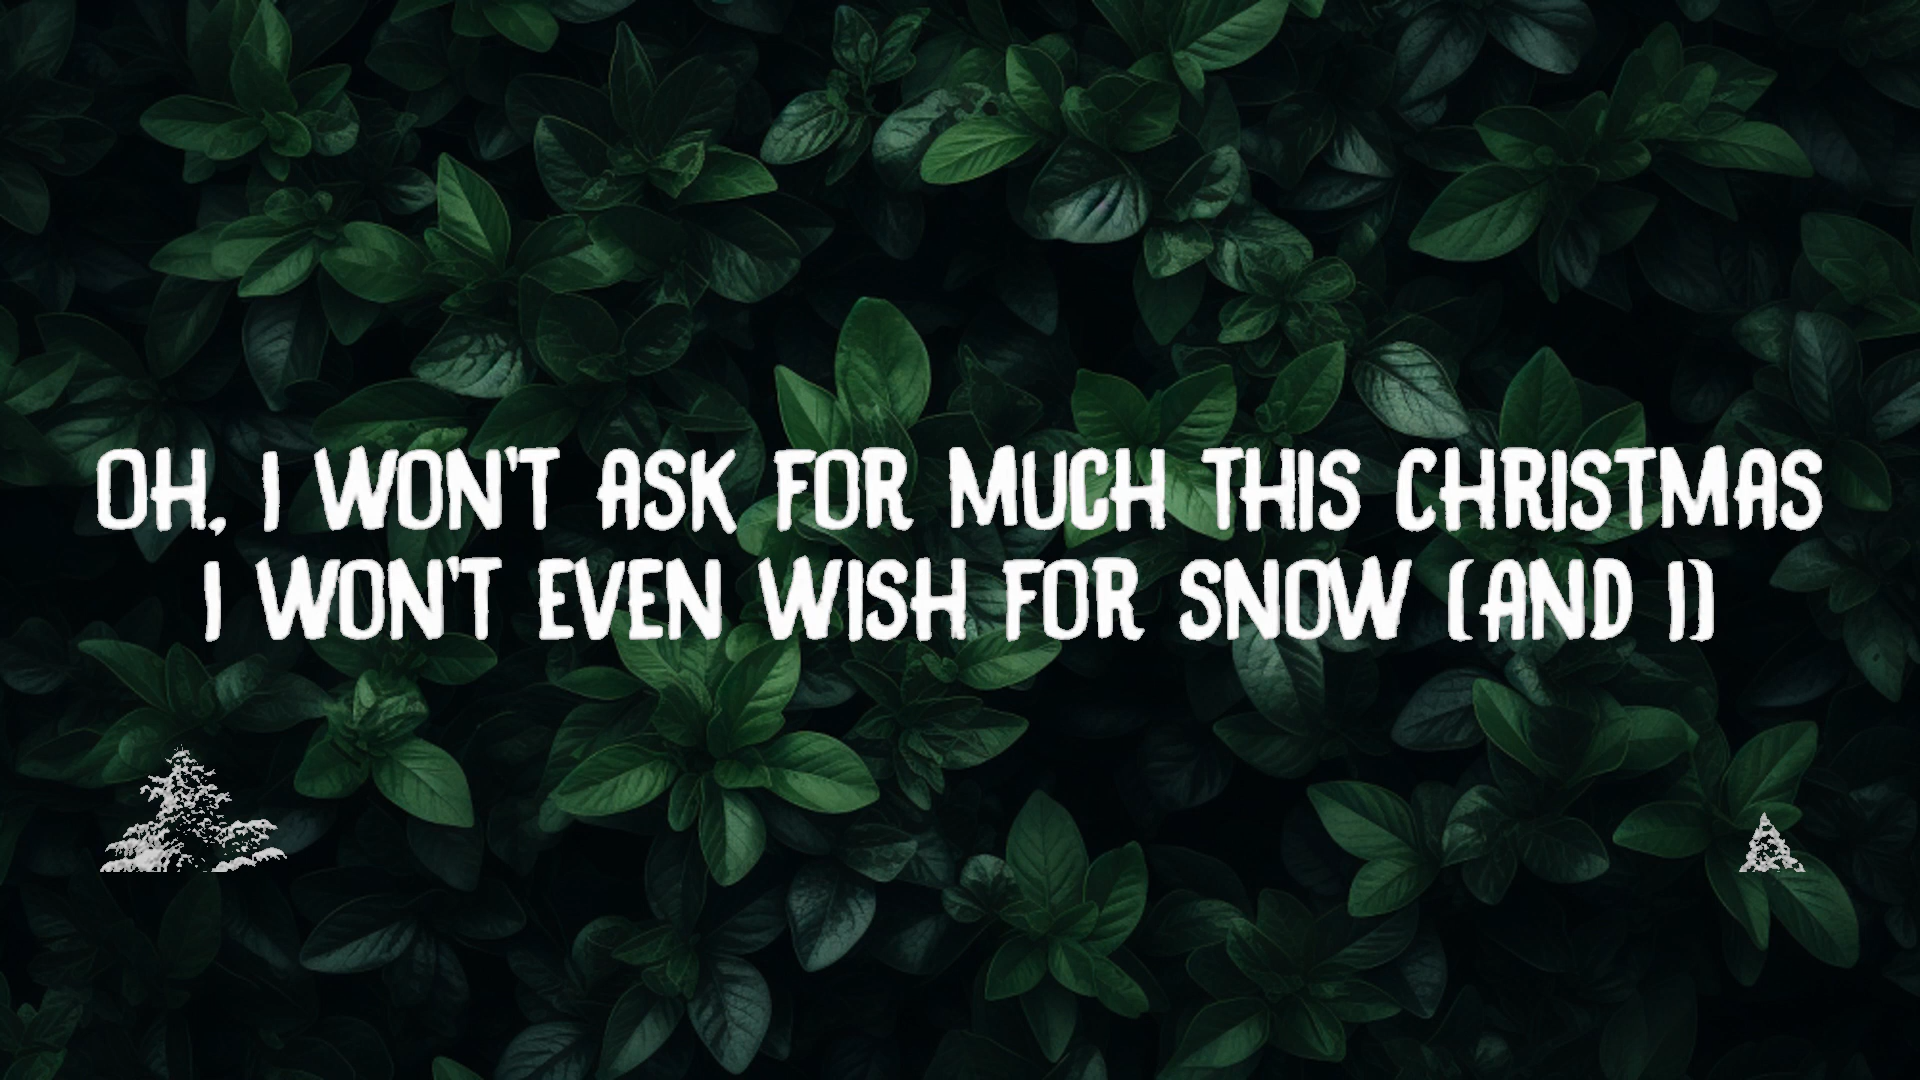 OH, I WON'T ASK FOR MUCH THIS CHRISTMAS
I WON'T EVEN WISH FOR SNOW (AND I)